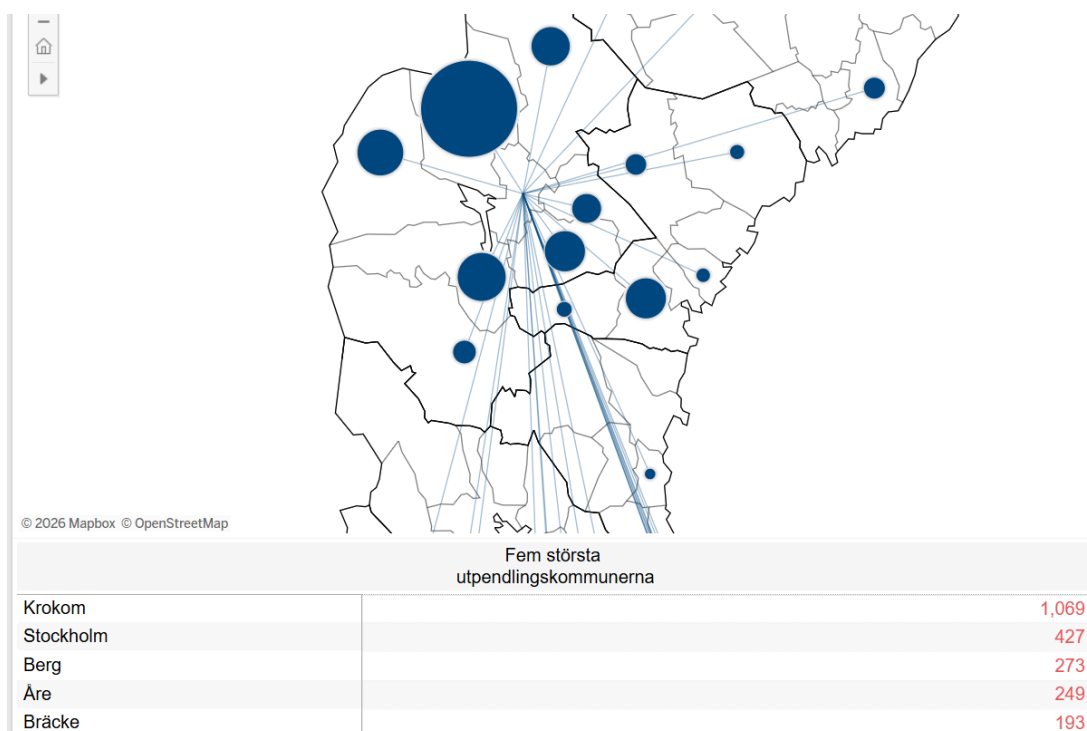 © 2026 Mapbox © OpenStreetMap
Fem största
utpendlingskommunerna
Krokom 1,069
Stockholm 427
Berg 273
Åre 249
Bräcke 193